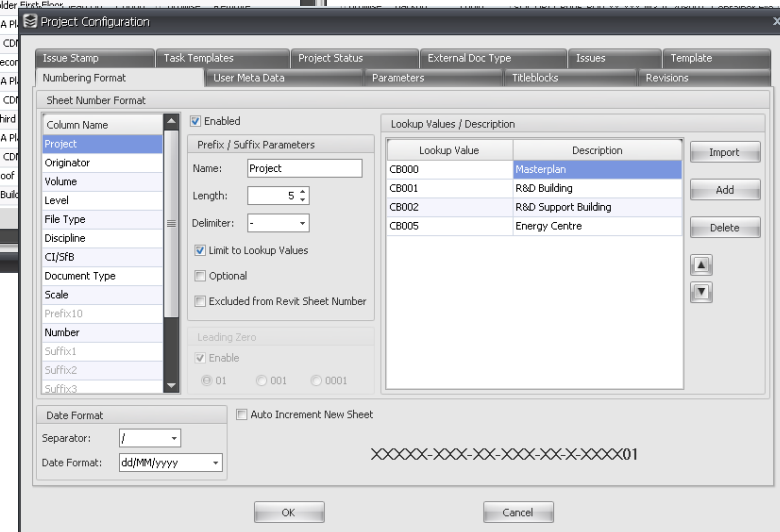 Project Configuration
Issue Stamp Task Templates Project Status External Doc Type Issues Template
Numbering Format User Meta Data Parameters Titleblocks Revisions
Sheet Number Format
Column Name
Project
Originator
Volume
Level
File Type
Discipline
CI/SfB
Document Type
Scale
Prefix10
Number
Suffix1
Suffix2
Suffix3
Enabled
Prefix / Suffix Parameters
Name: Project
Length: 5
Delimiter: -
Limit to Lookup Values
Optional
Excluded from Revit Sheet Number
Leading Zero
Enable
01 001 0001
Lookup Values / Description
Lookup Value Description
CB000 Masterplan
CB001 R&D Building
CB002 R&D Support Building
CB005 Energy Centre
Import
Add
Delete
Date Format
Separator: /
Date Format: dd/MM/yyyy
Auto Increment New Sheet
XXXXX-XXX-XX-XXX-XX-X-XXXX01
OK Cancel